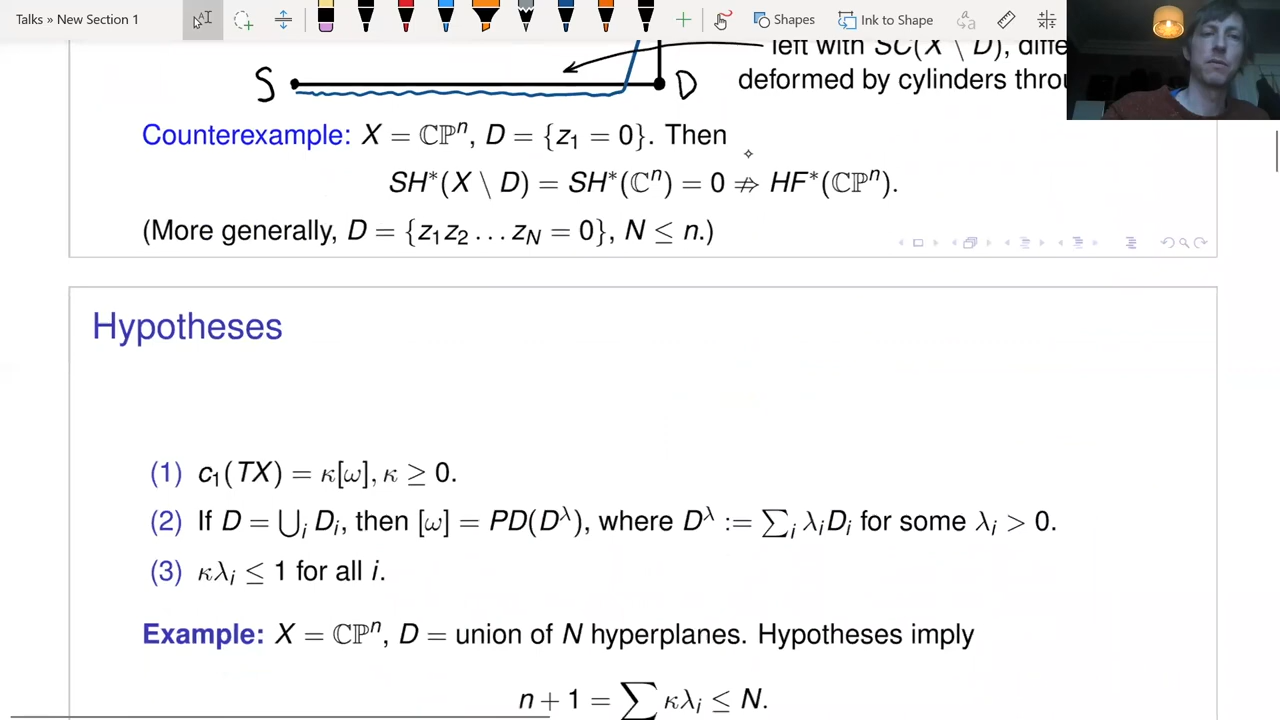 Talks » New Section 1
Shapes
Ink to Shape
left with SC(X \ D), diffe
S
D
deformed by cylinders throu
Counterexample: X = ℂℙⁿ, D = {z₁ = 0}. Then
SH*(X \ D) = SH*(ℂⁿ) = 0 ⇏ HF*(ℂℙⁿ).
(More generally, D = {z₁z₂ … z_N = 0}, N ≤ n.)
Hypotheses
(1) c₁(TX) = κ[ω], κ ≥ 0.
(2) If D = ⋃ᵢ Dᵢ, then [ω] = PD(D^λ), where D^λ := ∑ᵢ λᵢDᵢ for some λᵢ > 0.
(3) κλᵢ ≤ 1 for all i.
Example: X = ℂℙⁿ, D = union of N hyperplanes. Hypotheses imply
n + 1 = ∑ κλᵢ ≤ N.